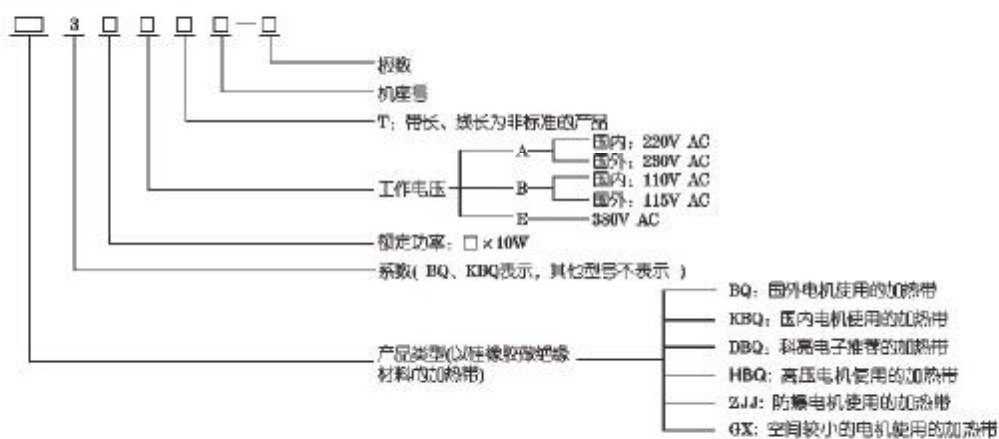 □ 3 □ □ □ □—□
极数
机座号
T：带长、线长为非标准的产品
国内：220V AC
A
国外：230V AC
国内：110V AC
工作电压
B
国外：115V AC
E
380V AC
额定功率：□×10W
系数( BQ、KBQ表示，其他型号不表示 )
BQ：国外电机使用的加热带
KBQ：国内电机使用的加热带
DBQ：科亮电子推荐的加热带
产品类型(以硅橡胶做绝缘
材料的加热带)
HBQ：高压电机使用的加热带
ZJJ：防爆电机使用的加热带
GX：空间较小的电机使用的加热带